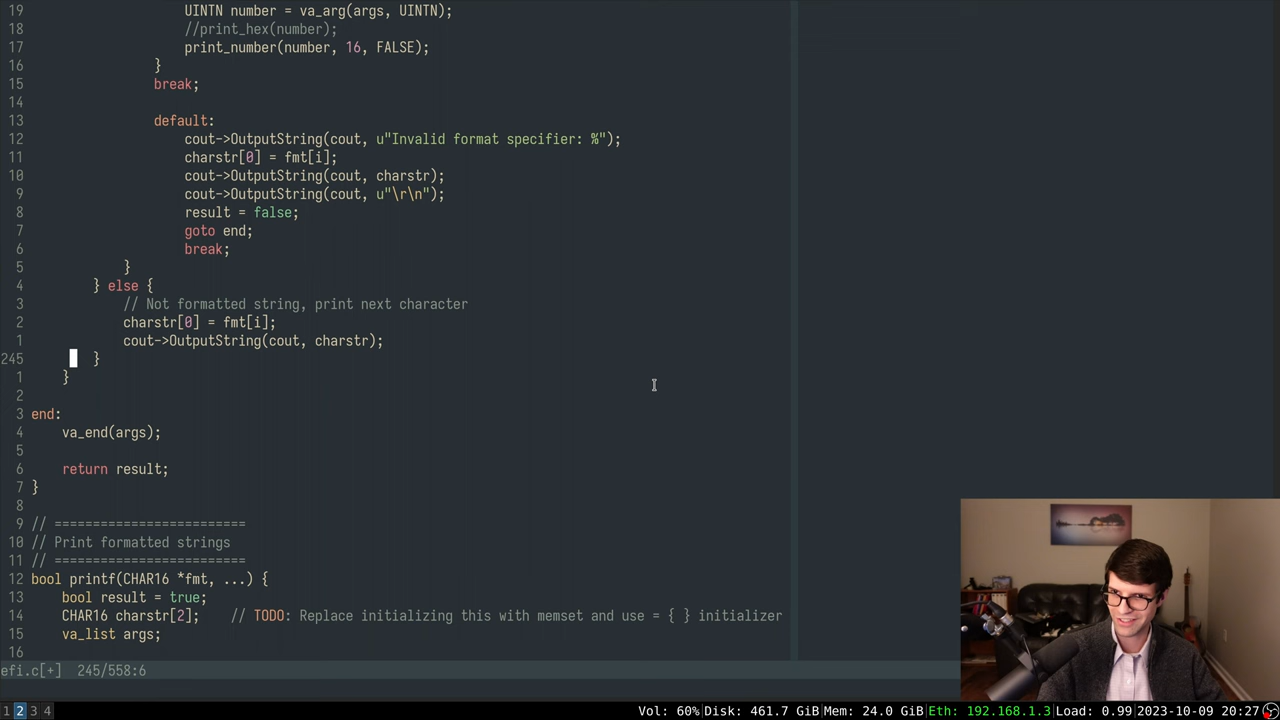 19 UINTN number = va_arg(args, UINTN);
18 //print_hex(number);
17 print_number(number, 16, FALSE);
16 }
15 break;
14
13 default:
12 cout->OutputString(cout, u"Invalid format specifier: %");
11 charstr[0] = fmt[i];
10 cout->OutputString(cout, charstr);
9 cout->OutputString(cout, u"\r\n");
8 result = false;
7 goto end;
6 break;
5 }
4 } else {
3 // Not formatted string, print next character
2 charstr[0] = fmt[i];
1 cout->OutputString(cout, charstr);
245 }
1 }
2
3 end:
4 va_end(args);
5
6 return result;
7 }
8
9 // =========================
10 // Print formatted strings
11 // =========================
12 bool printf(CHAR16 *fmt, ...) {
13 bool result = true;
14 CHAR16 charstr[2]; // TODO: Replace initializing this with memset and use = { } initializer
15 va_list args;
16
efi.c[+] 245/558:6
1 2 3 4 Vol: 60%|Disk: 461.7 GiB|Mem: 24.0 GiB|Eth: 192.168.1.3|Load: 0.99|2023-10-09 20:27